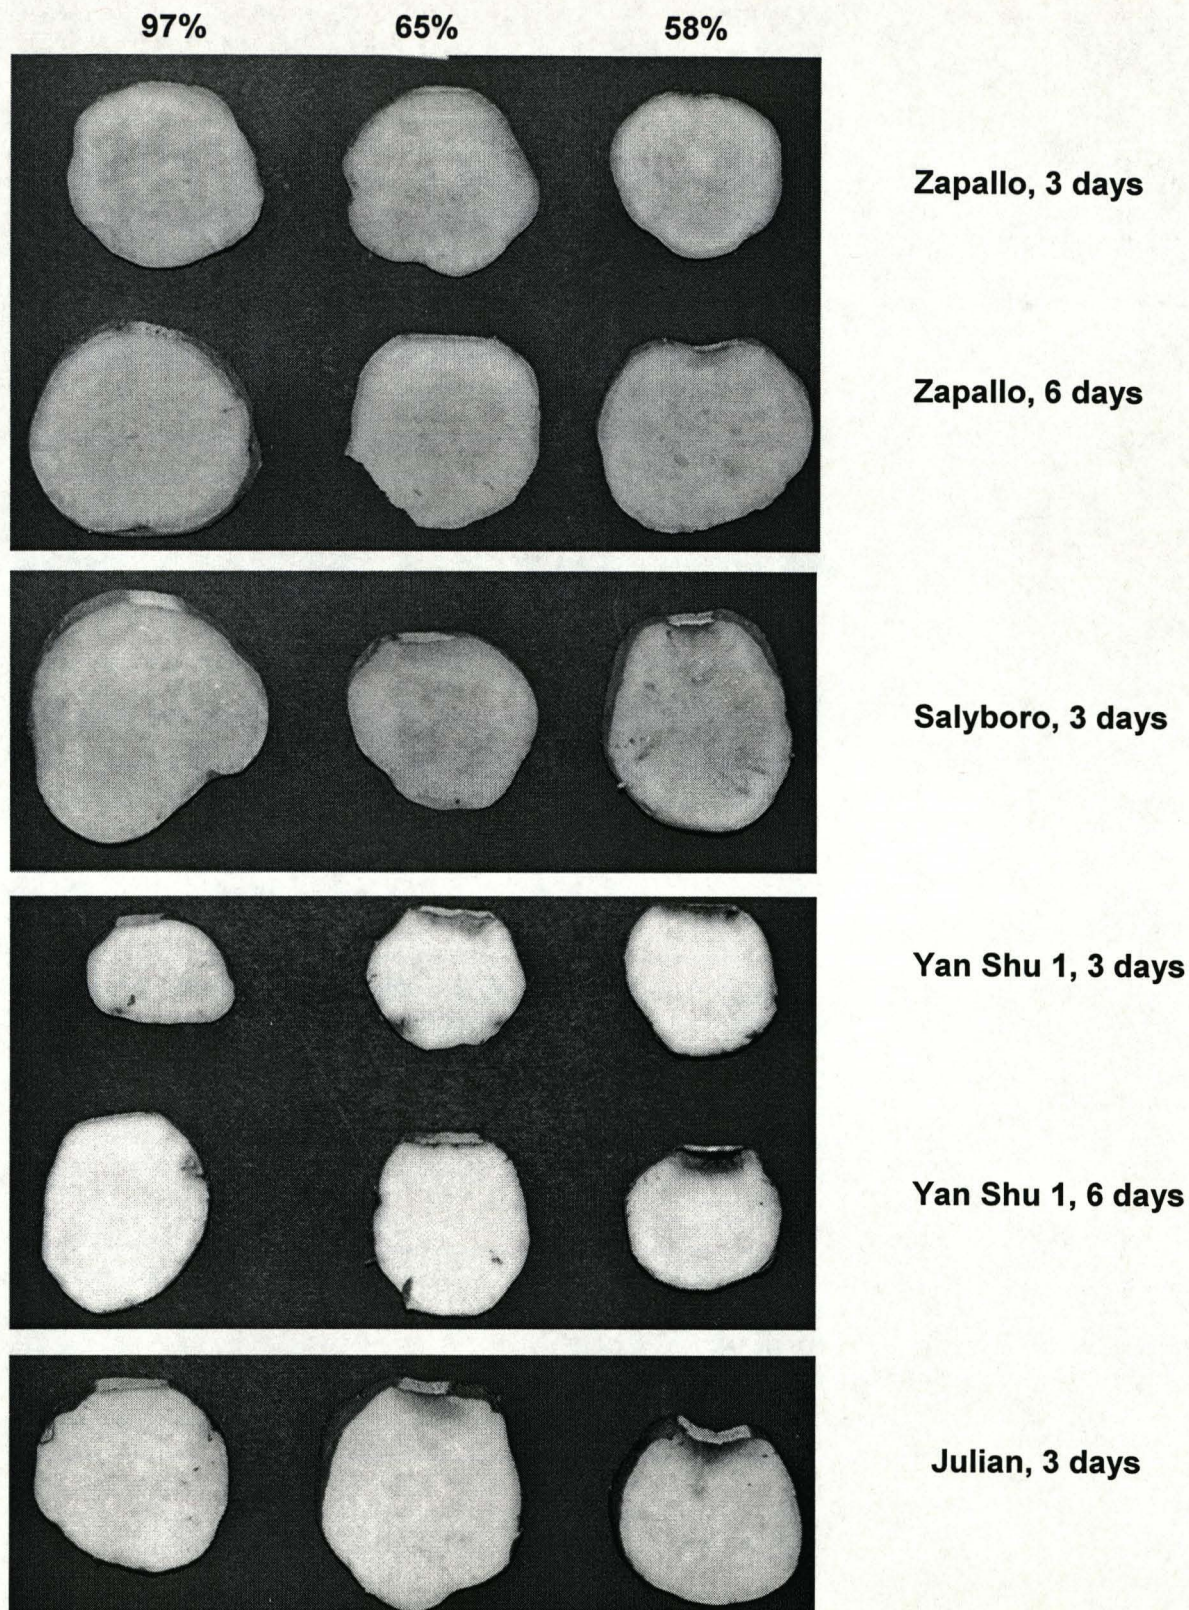 97% 65% 58%
Zapallo, 3 days
Zapallo, 6 days
Salyboro, 3 days
Yan Shu 1, 3 days
Yan Shu 1, 6 days
Julian, 3 days